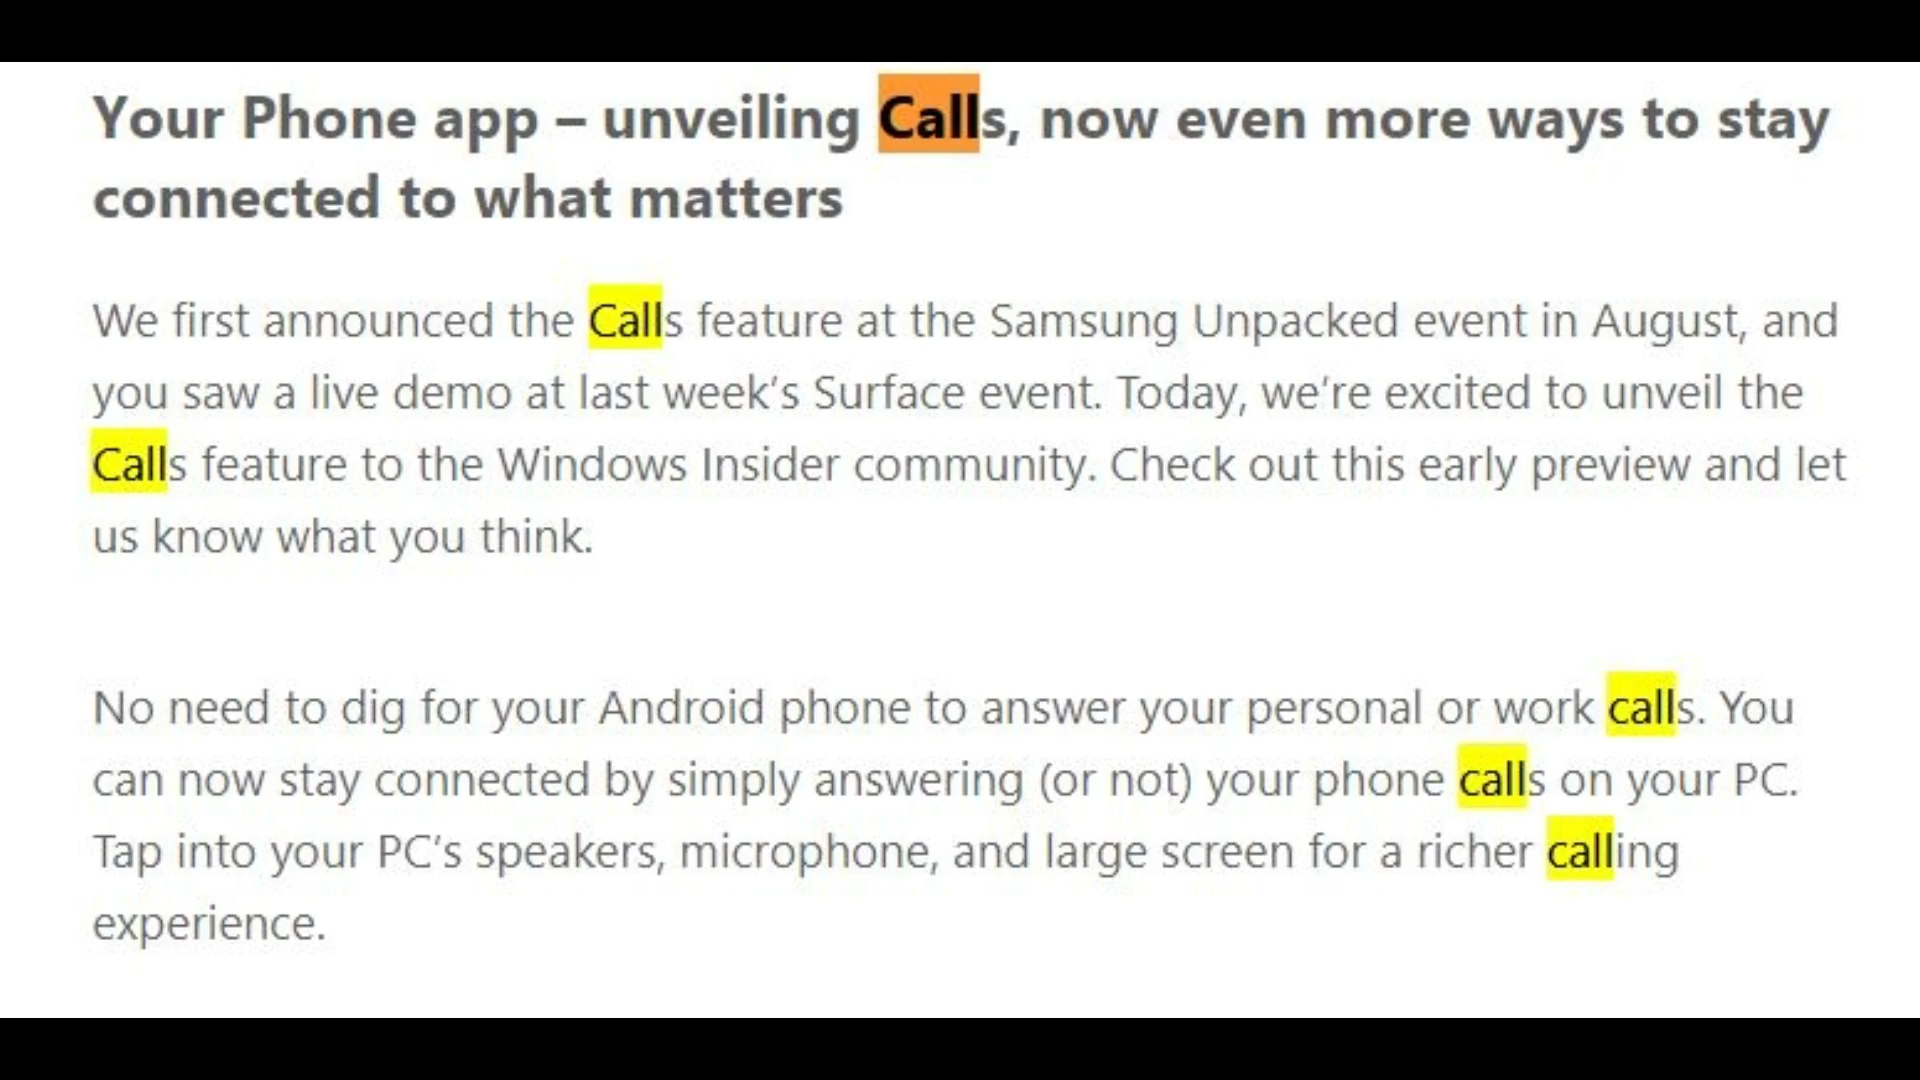 Your Phone app – unveiling Calls, now even more ways to stay
connected to what matters
We first announced the Calls feature at the Samsung Unpacked event in August, and
you saw a live demo at last week’s Surface event. Today, we’re excited to unveil the
Calls feature to the Windows Insider community. Check out this early preview and let
us know what you think.
No need to dig for your Android phone to answer your personal or work calls. You
can now stay connected by simply answering (or not) your phone calls on your PC.
Tap into your PC’s speakers, microphone, and large screen for a richer calling
experience.